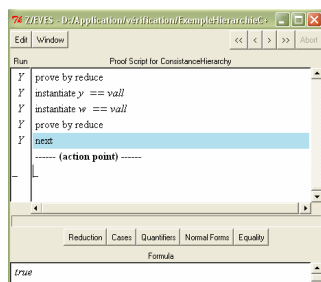 Z/EVES - D:/Application/vérification/ExempleHierarchieC+
Edit Window << < > >> Abort
Run Proof Script for ConsistanceHierarchy
Y prove by reduce
Y instantiate y == vall
Y instantiate w == vall
Y prove by reduce
Y next
------ (action point) ------
Reduction Cases Quantifiers Normal Forms Equality
Formula
true